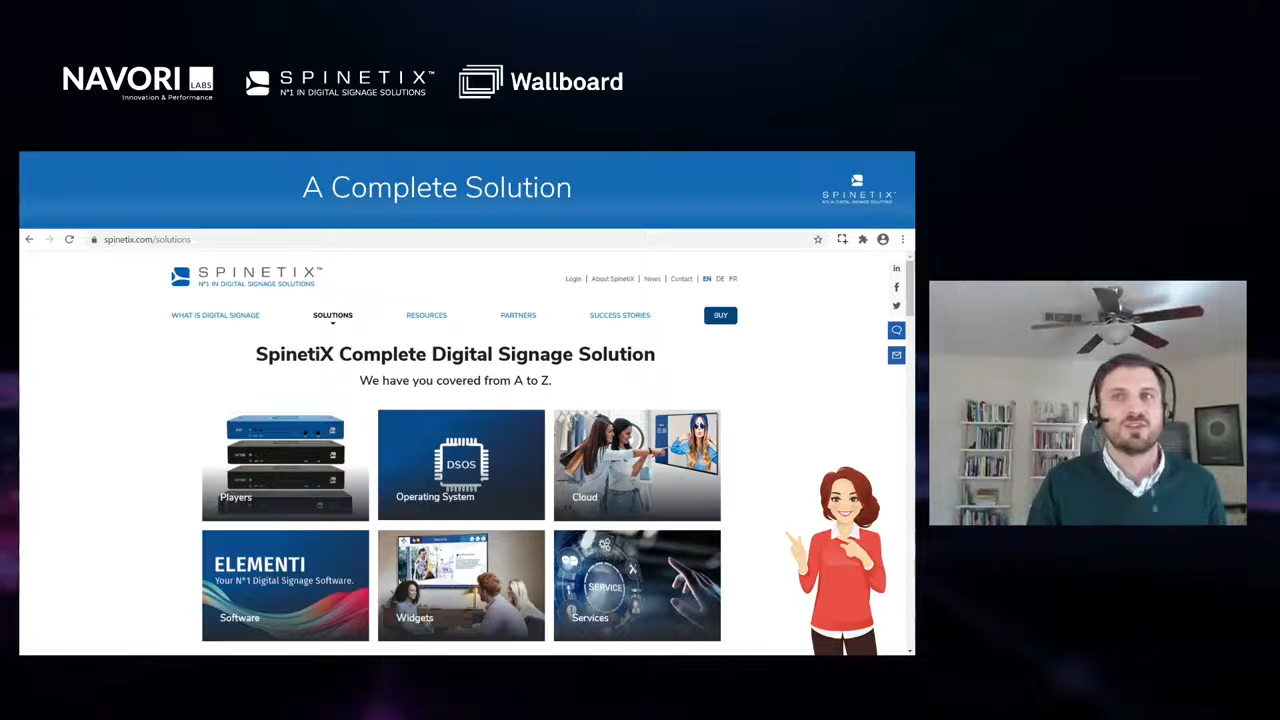 NAVORI LABS
Innovation & Performance
SPINETIX™
N°1 IN DIGITAL SIGNAGE SOLUTIONS
Wallboard
A Complete Solution
SPINETIX
N°1 IN DIGITAL SIGNAGE SOLUTIONS
spinetix.com/solutions
SPINETIX™
N°1 IN DIGITAL SIGNAGE SOLUTIONS
Login | About SpinetiX | News | Contact | EN DE FR
in
WHAT IS DIGITAL SIGNAGE SOLUTIONS RESOURCES PARTNERS SUCCESS STORIES BUY
SpinetiX Complete Digital Signage Solution
We have you covered from A to Z.
Players
DSOS
Operating System
Cloud
ELEMENTI
Your N°1 Digital Signage Software.
Software
Widgets
SERVICE
Services